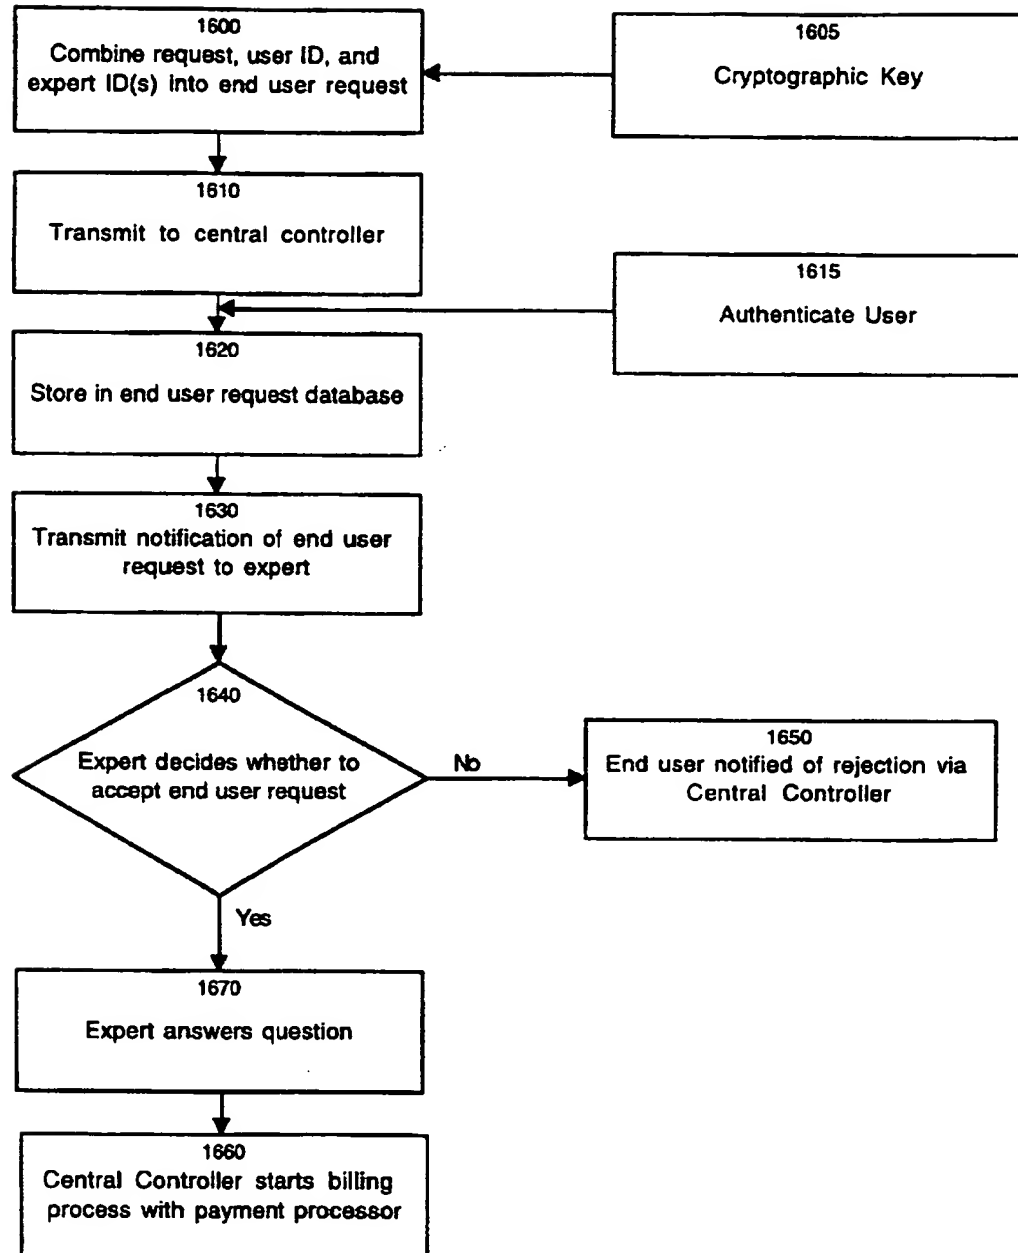 1600
Combine request, user ID, and
expert ID(s) into end user request
1605
Cryptographic Key
1610
Transmit to central controller
1615
Authenticate User
1620
Store in end user request database
1630
Transmit notification of end user
request to expert
1640
Expert decides whether to
accept end user request
No
1650
End user notified of rejection via
Central Controller
Yes
1670
Expert answers question
1660
Central Controller starts billing
process with payment processor